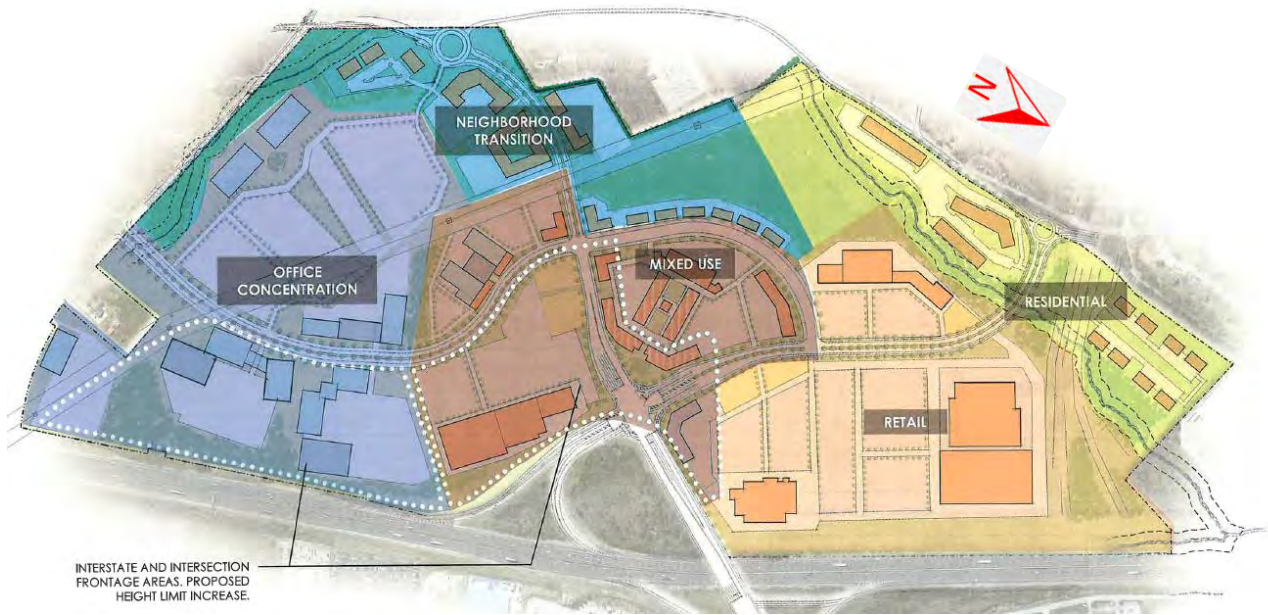 N
NEIGHBORHOOD
TRANSITION
OFFICE
CONCENTRATION
MIXED USE
RESIDENTIAL
RETAIL
INTERSTATE AND INTERSECTION
FRONTAGE AREAS. PROPOSED
HEIGHT LIMIT INCREASE.